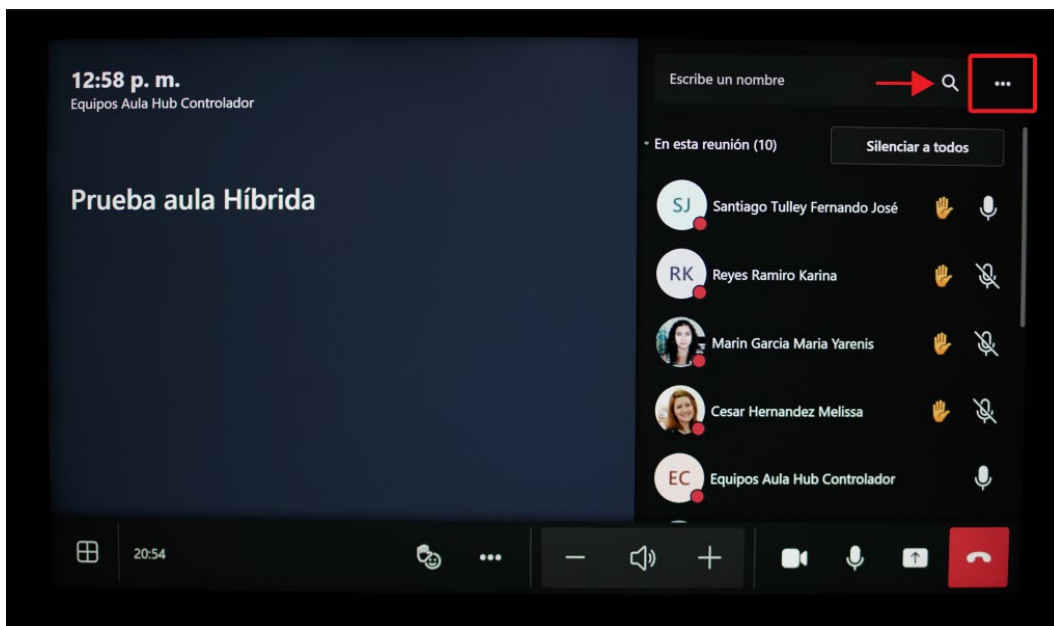 12:58 p. m.
Equipos Aula Hub Controlador
Prueba aula Híbrida
Escribe un nombre
En esta reunión (10)
Silenciar a todos
SJ
Santiago Tulley Fernando José
RK
Reyes Ramiro Karina
Marin Garcia Maria Yarenis
Cesar Hernandez Melissa
EC
Equipos Aula Hub Controlador
20:54